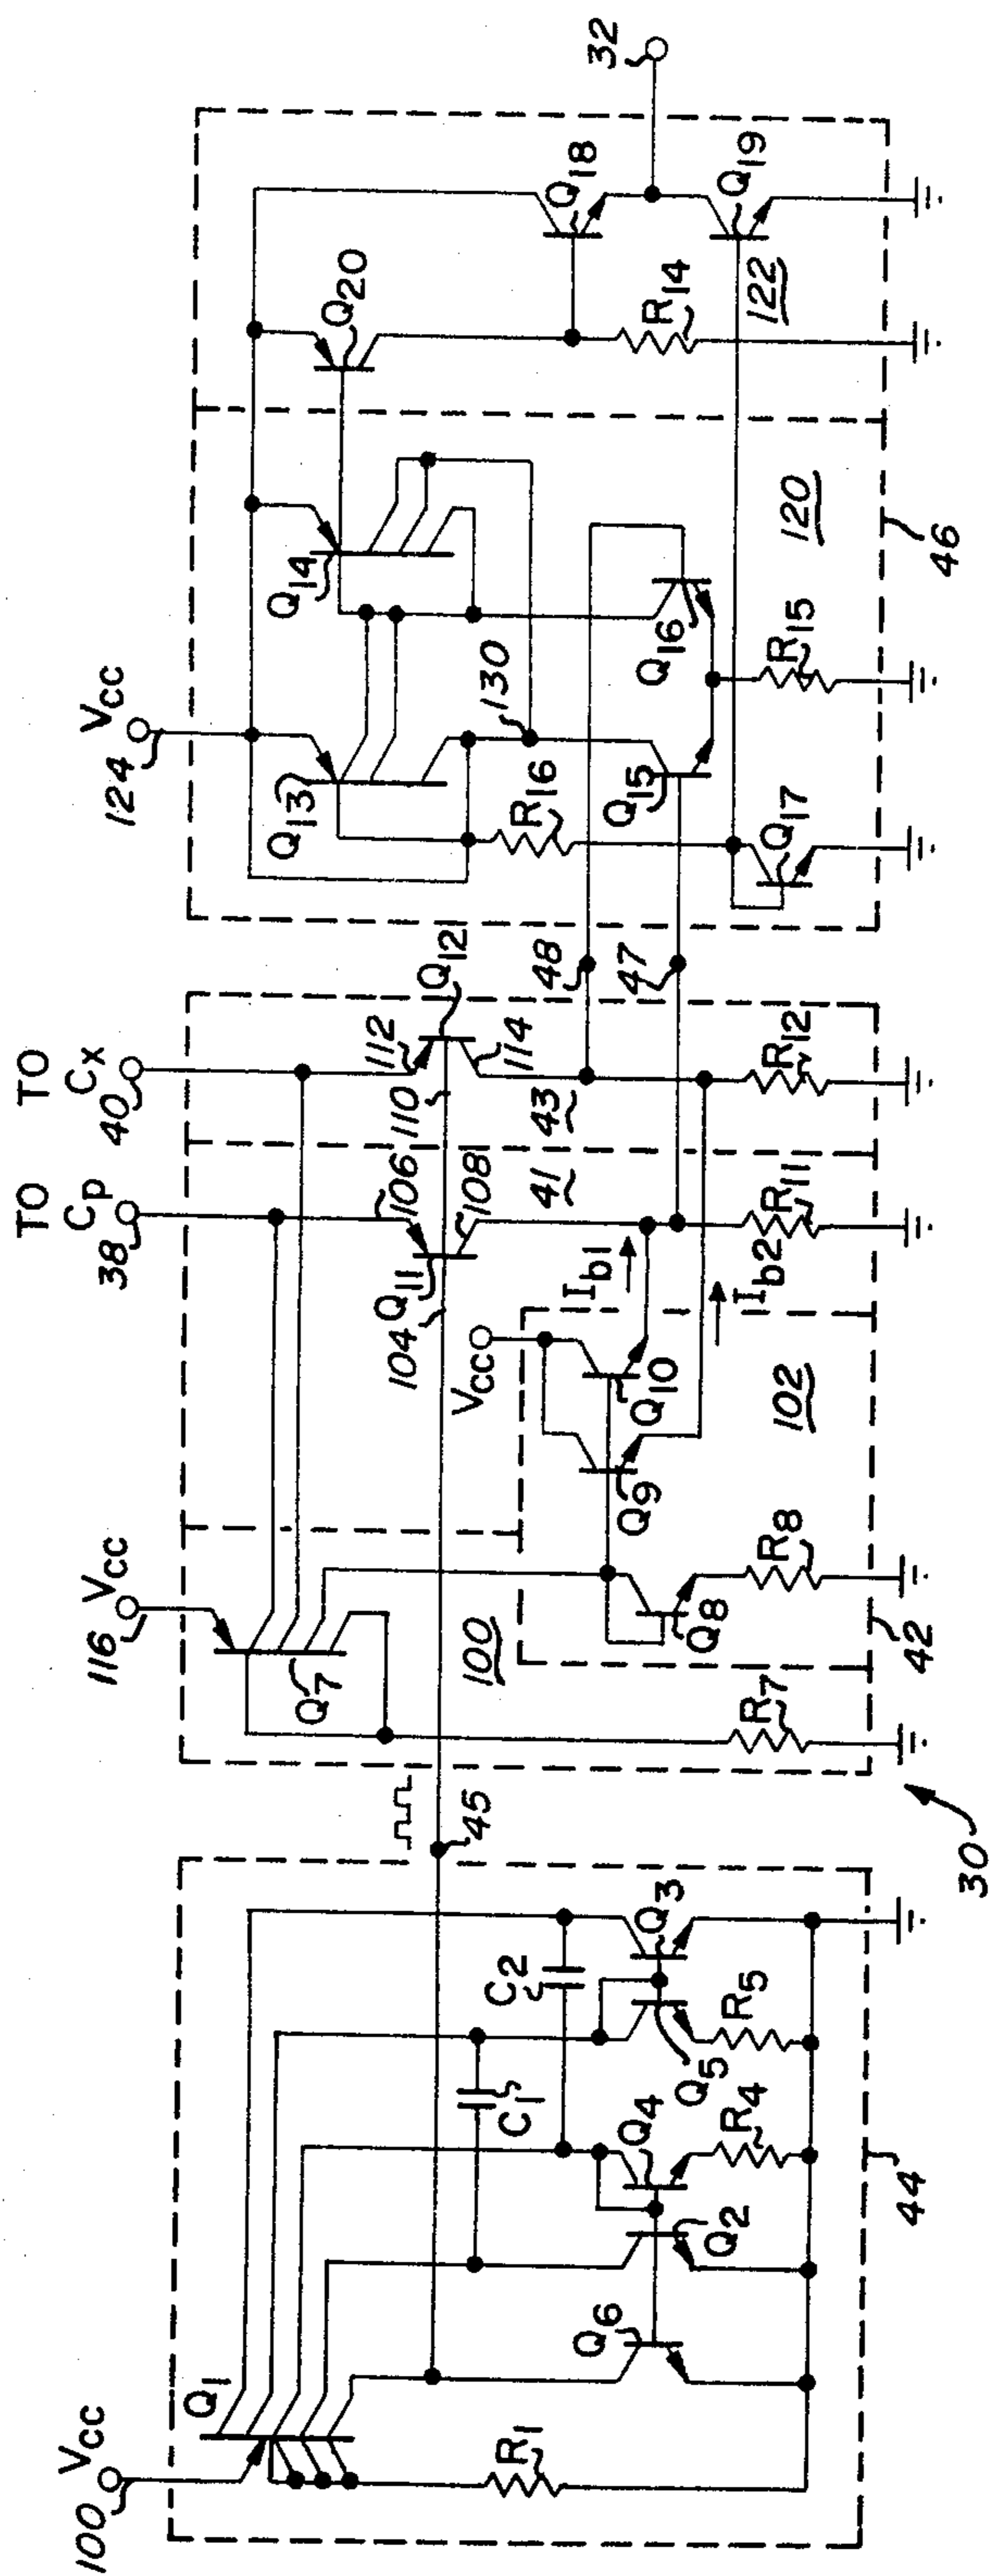 100
Vcc
Q1
R1
Q6
Q2
Q4
R4
C1
Q5
R5
C2
Q3
44
45
30
116
Vcc
Q7
R7
100
Q8
R8
42
102
Q9
Q10
Vcc
104
Q11
106
108
Ib1
Ib2
R11
41
TO
Cp
38
TO
Cx
40
110
112
Q12
114
43
R12
48
47
124
Vcc
Q13
R16
Q17
Q15
130
Q16
R15
Q14
120
46
Q20
R14
122
Q18
Q19
32